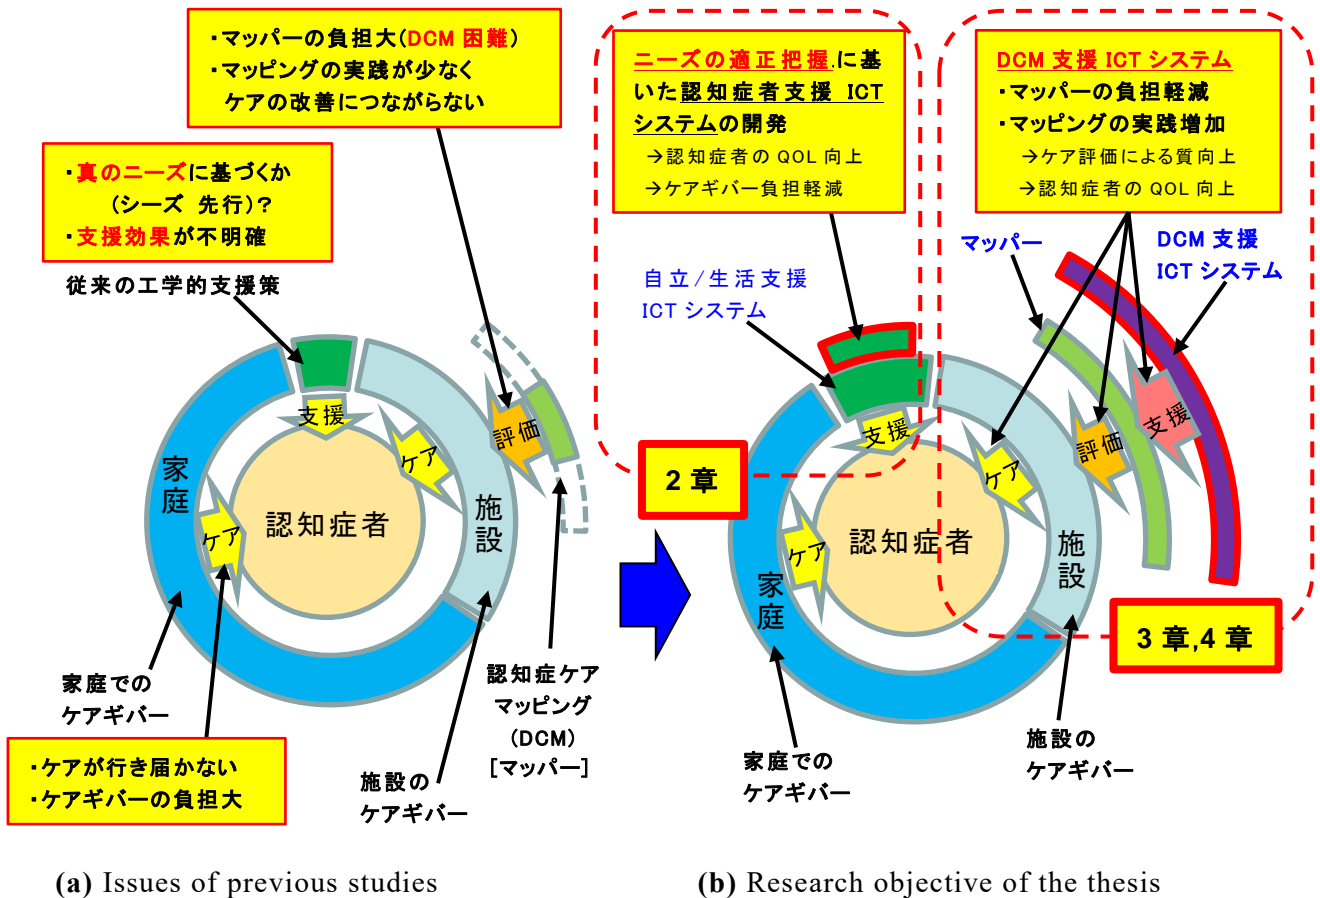 ・マッパーの負担大(DCM 困難)
・マッピングの実践が少なく
ケアの改善につながらない
・真のニーズに基づくか
(シーズ 先行)?
・支援効果が不明確
従来の工学的支援策
支援
ケア
評価
家庭
ケア
認知症者
施設
家庭での
ケアギバー
・ケアが行き届かない
・ケアギバーの負担大
施設の
ケアギバー
認知症ケア
マッピング
(DCM)
[マッパー]
(a) Issues of previous studies
ニーズの適正把握に基
いた認知症者支援 ICT
システムの開発
→認知症者の QOL 向上
→ケアギバー負担軽減
DCM 支援 ICT システム
・マッパーの負担軽減
・マッピングの実践増加
→ケア評価による質向上
→認知症者の QOL 向上
自立/生活支援
ICT システム
マッパー
DCM 支援
ICT システム
支援
ケア
評価
支援
2 章
ケア
認知症者
施設
家庭
3 章,4 章
家庭での
ケアギバー
施設の
ケアギバー
(b) Research objective of the thesis